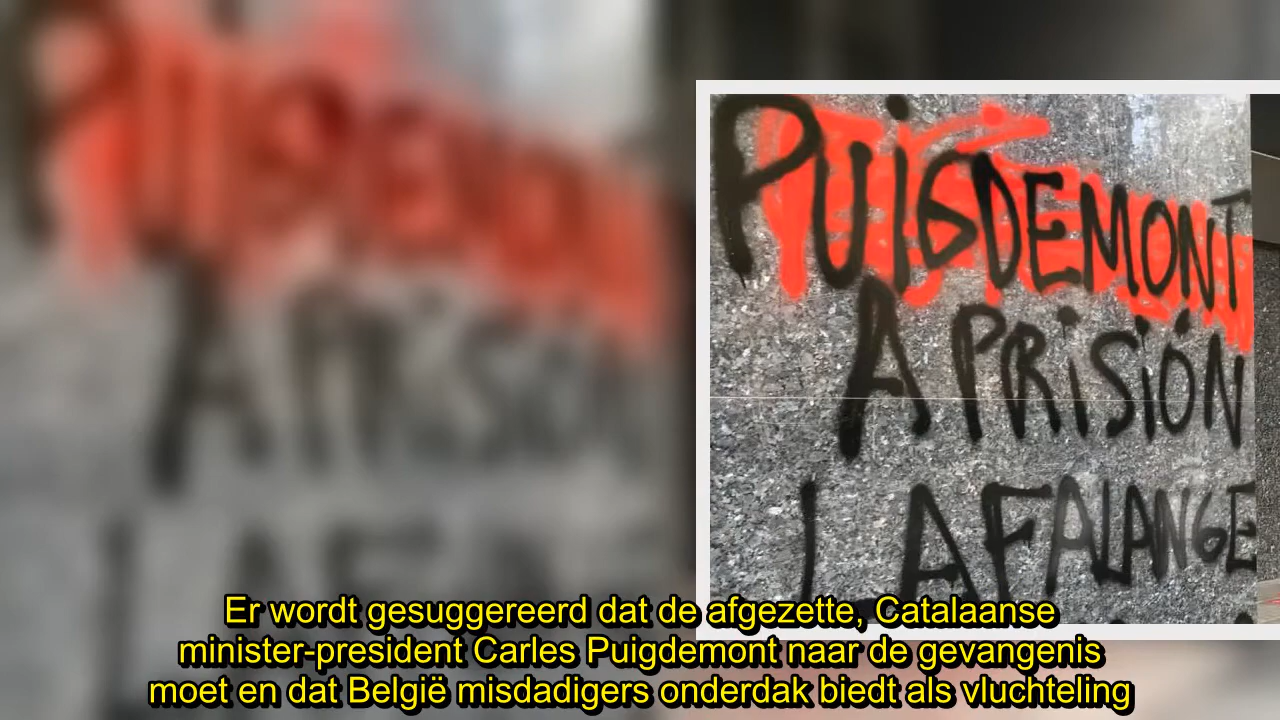 PUiGDEMONT
A PRiSiÓN
LA FALANGE
Er wordt gesuggereerd dat de afgezette, Catalaanse
minister-president Carles Puigdemont naar de gevangenis
moet en dat België misdadigers onderdak biedt als vluchteling